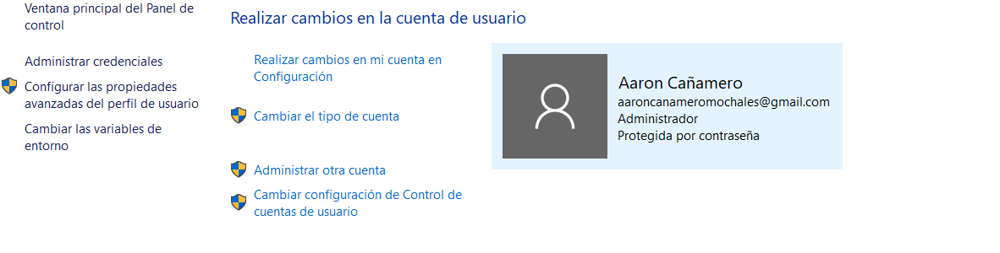 Ventana principal del Panel de
control
Administrar credenciales
Configurar las propiedades
avanzadas del perfil de usuario
Cambiar las variables de
entorno
Realizar cambios en la cuenta de usuario
Realizar cambios en mi cuenta en
Configuración
Cambiar el tipo de cuenta
Administrar otra cuenta
Cambiar configuración de Control de
cuentas de usuario
Aaron Cañamero
aaroncanameromochales@gmail.com
Administrador
Protegida por contraseña